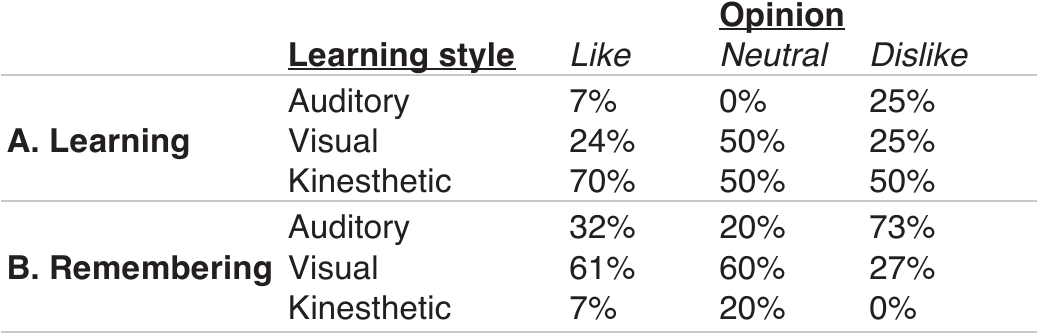 Opinion
Learning style Like Neutral Dislike
Auditory 7% 0% 25%
A. Learning Visual 24% 50% 25%
Kinesthetic 70% 50% 50%
Auditory 32% 20% 73%
B. Remembering Visual 61% 60% 27%
Kinesthetic 7% 20% 0%